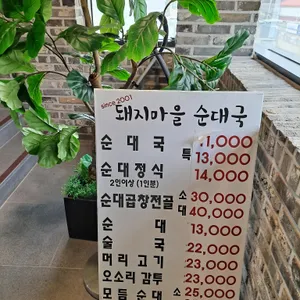 since 2001
돼지마을 순대국
순대국 11,000
특 13,000
순대정식 14,000
2인이상 (1인분)
순대곱창전골 소 30,000
대 40,000
순대 13,000
술국 22,000
머리고기 23,000
오소리감투 23,000
모듬순대 소 25,000